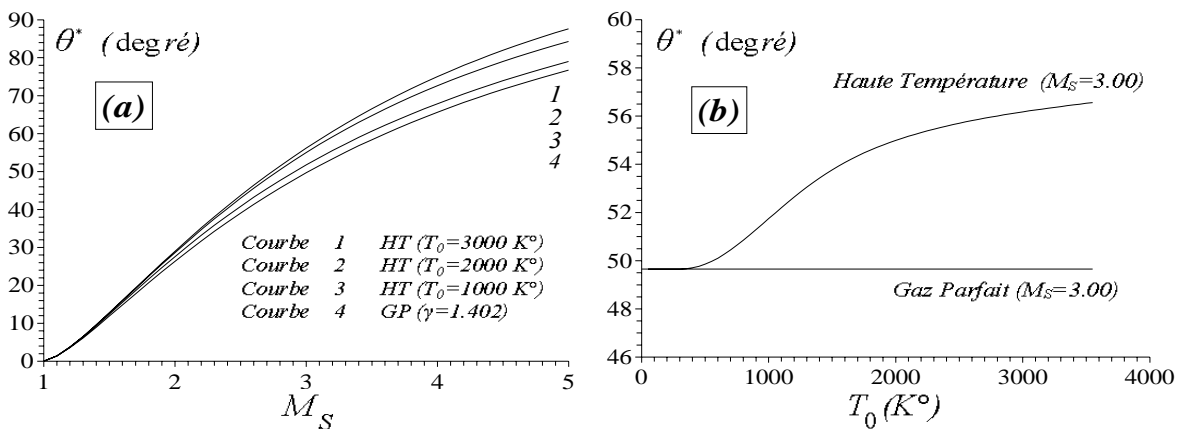 90
80
70
60
50
40
30
20
10
0
θ* (degré)
(a)
1
2
3
4
Courbe 1 HT (T₀=3000 K°)
Courbe 2 HT (T₀=2000 K°)
Courbe 3 HT (T₀=1000 K°)
Courbe 4 GP (γ=1.402)
1 2 3 4 5
M_S
60
58
56
54
52
50
48
46
θ* (degré)
Haute Température (M_S=3.00)
(b)
Gaz Parfait (M_S=3.00)
0 1000 2000 3000 4000
T₀ (K°)